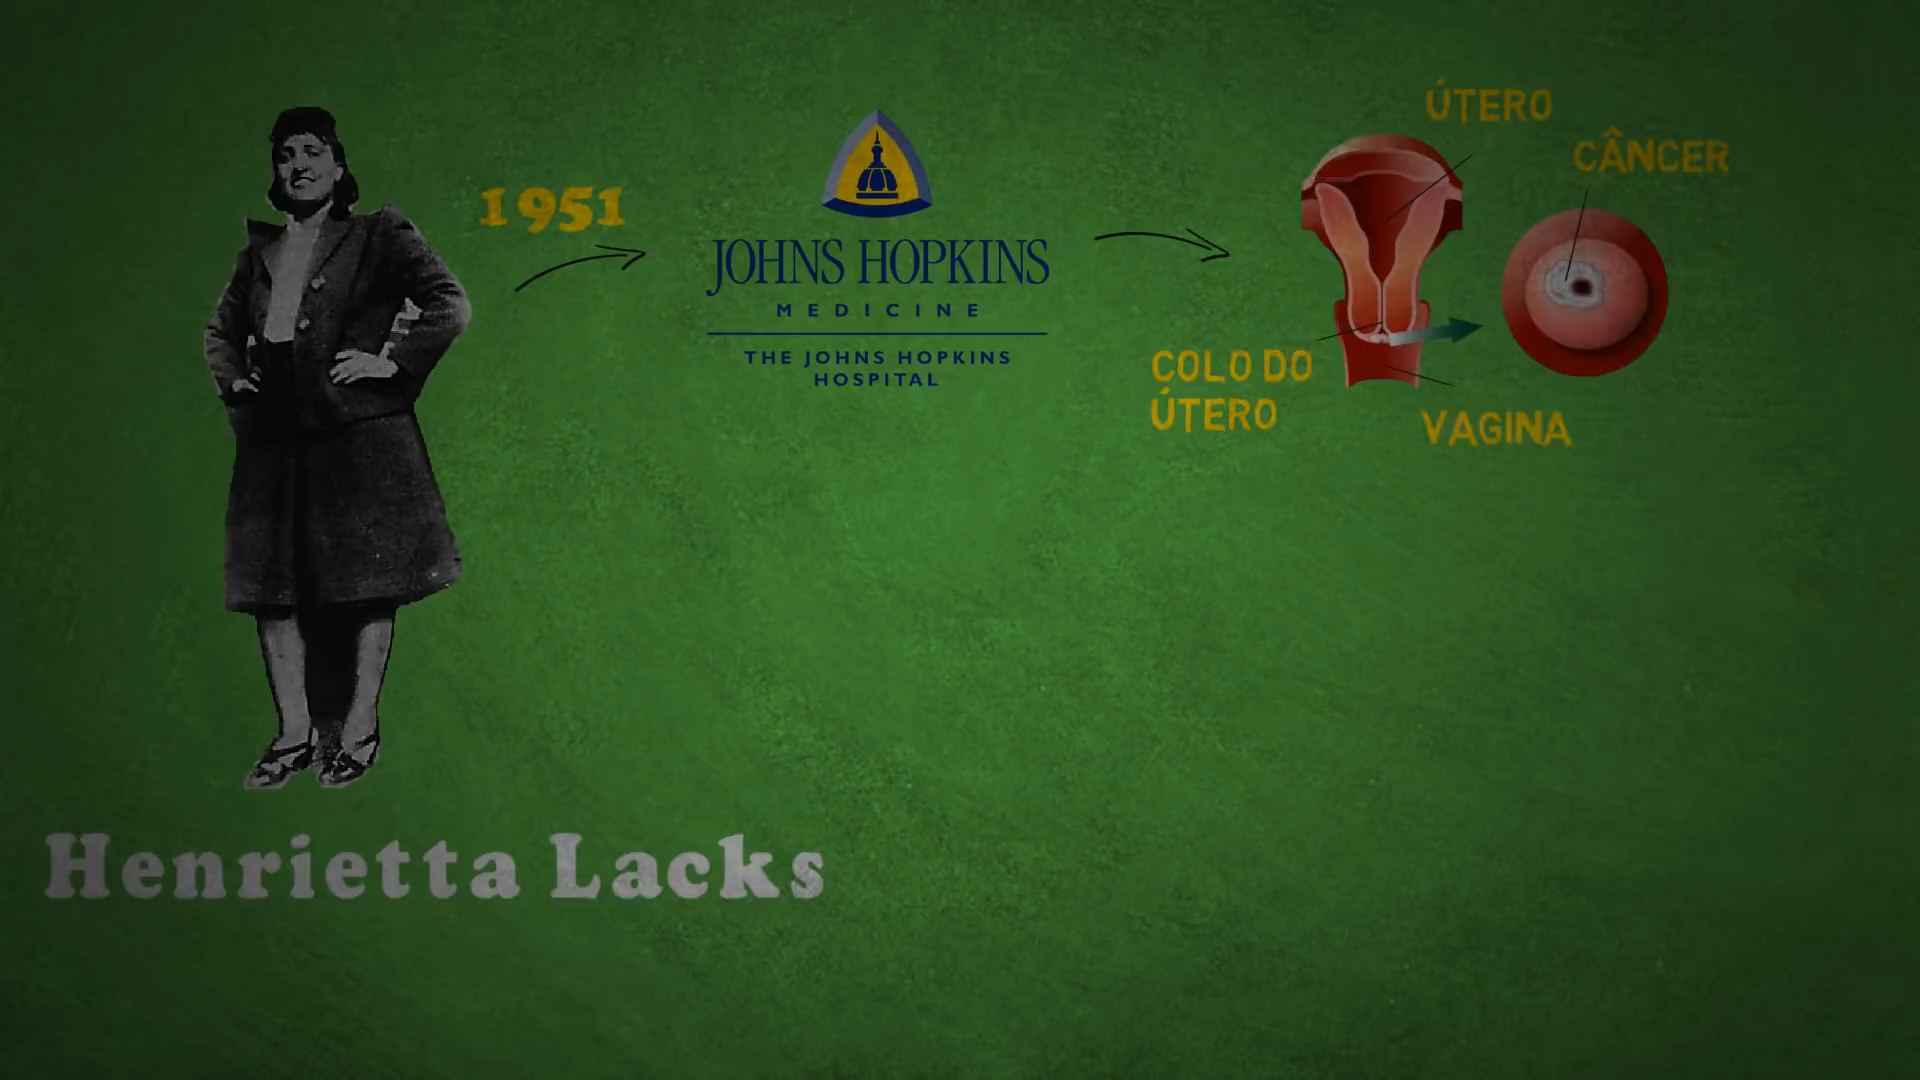 1951
JOHNS HOPKINS
MEDICINE
THE JOHNS HOPKINS
HOSPITAL
ÚTERO
CÂNCER
COLO DO
ÚTERO
VAGINA
Henrietta Lacks